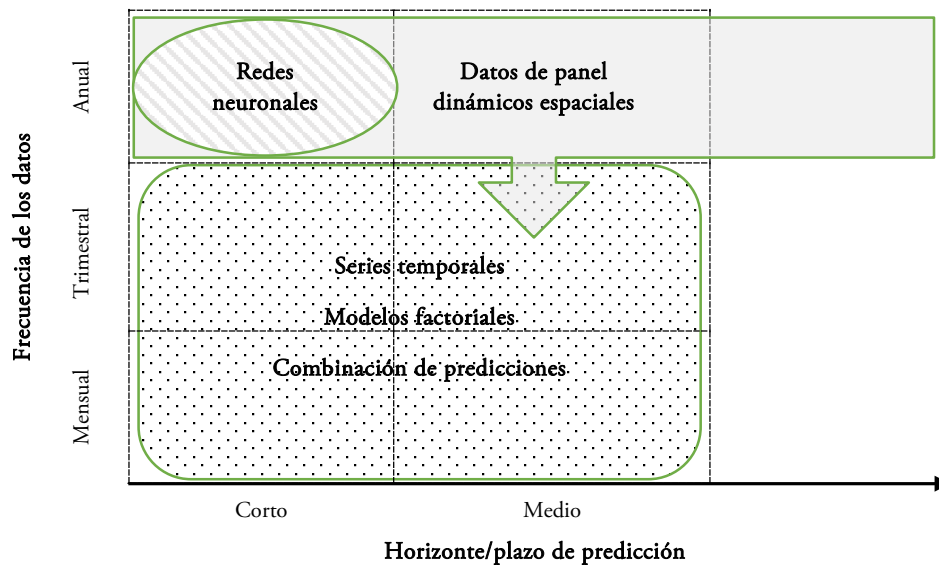 Redes
neuronales
Datos de panel
dinámicos espaciales
Series temporales
Modelos factoriales
Combinación de predicciones
Frecuencia de los datos
Anual
Trimestral
Mensual
Corto
Medio
Horizonte/plazo de predicción